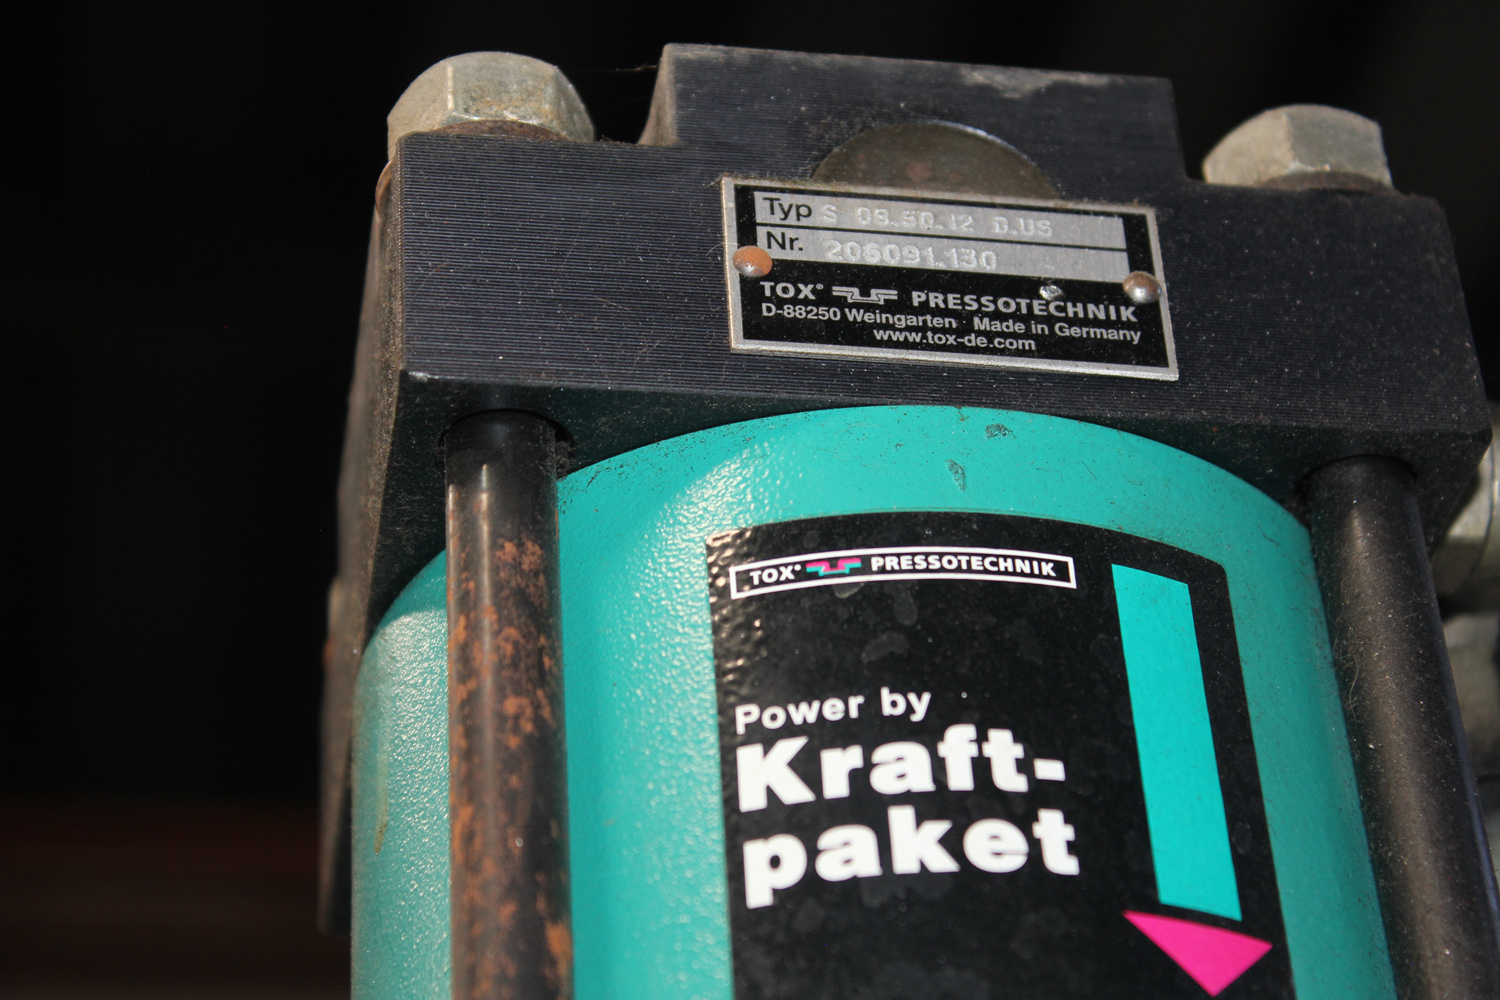 Typ S 08.50.12 D.US
Nr. 206091.130
TOX® PRESSOTECHNIK
D-88250 Weingarten Made in Germany
www.tox-de.com
TOX® PRESSOTECHNIK
Power by
Kraft-
paket